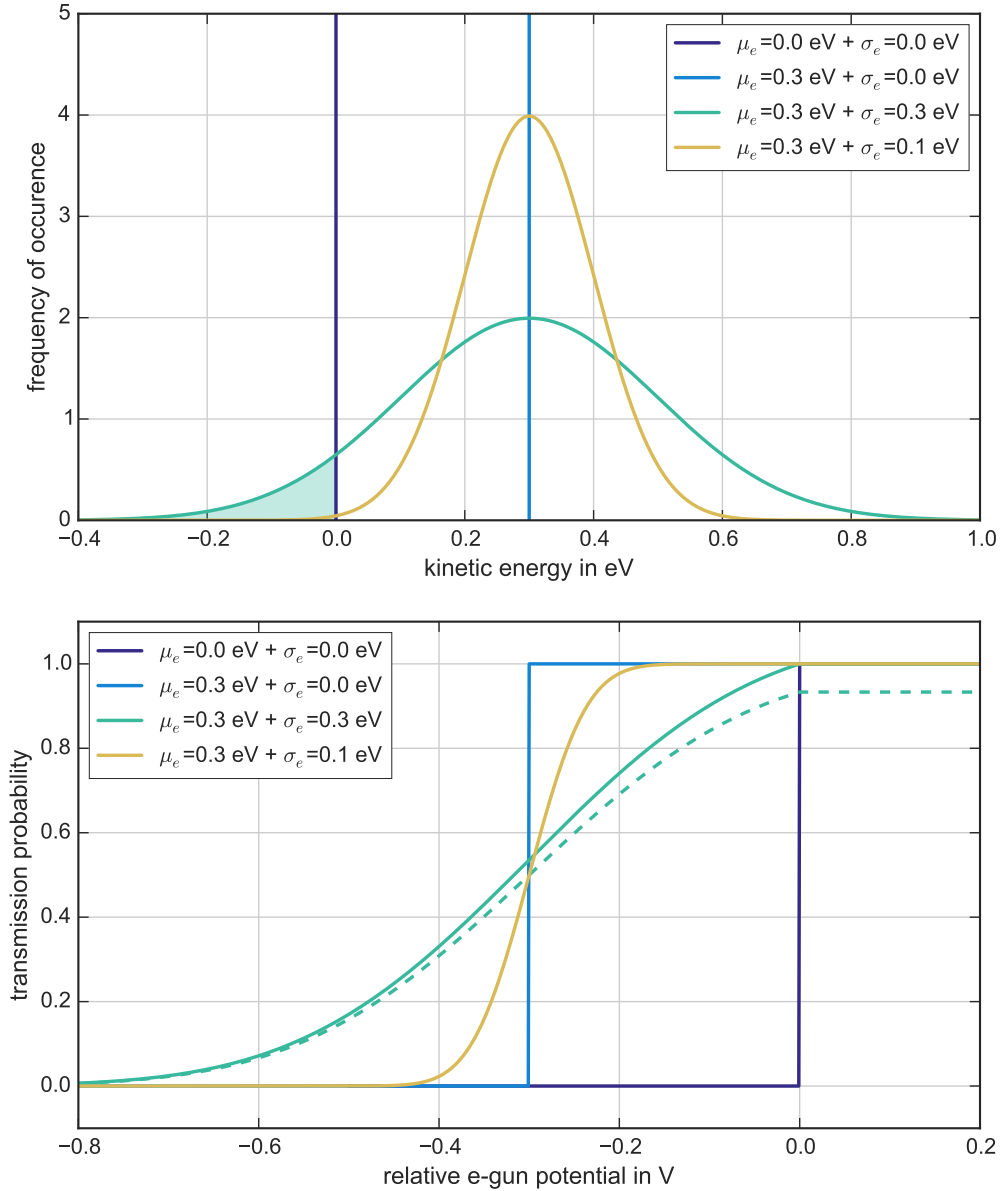 5
4
3
2
1
0
frequency of occurence
μₑ=0.0 eV + σₑ=0.0 eV
μₑ=0.3 eV + σₑ=0.0 eV
μₑ=0.3 eV + σₑ=0.3 eV
μₑ=0.3 eV + σₑ=0.1 eV
−0.4 −0.2 0.0 0.2 0.4 0.6 0.8 1.0
kinetic energy in eV
μₑ=0.0 eV + σₑ=0.0 eV
μₑ=0.3 eV + σₑ=0.0 eV
μₑ=0.3 eV + σₑ=0.3 eV
μₑ=0.3 eV + σₑ=0.1 eV
1.0
0.8
0.6
0.4
0.2
0.0
transmission probability
−0.8 −0.6 −0.4 −0.2 0.0 0.2
relative e-gun potential in V